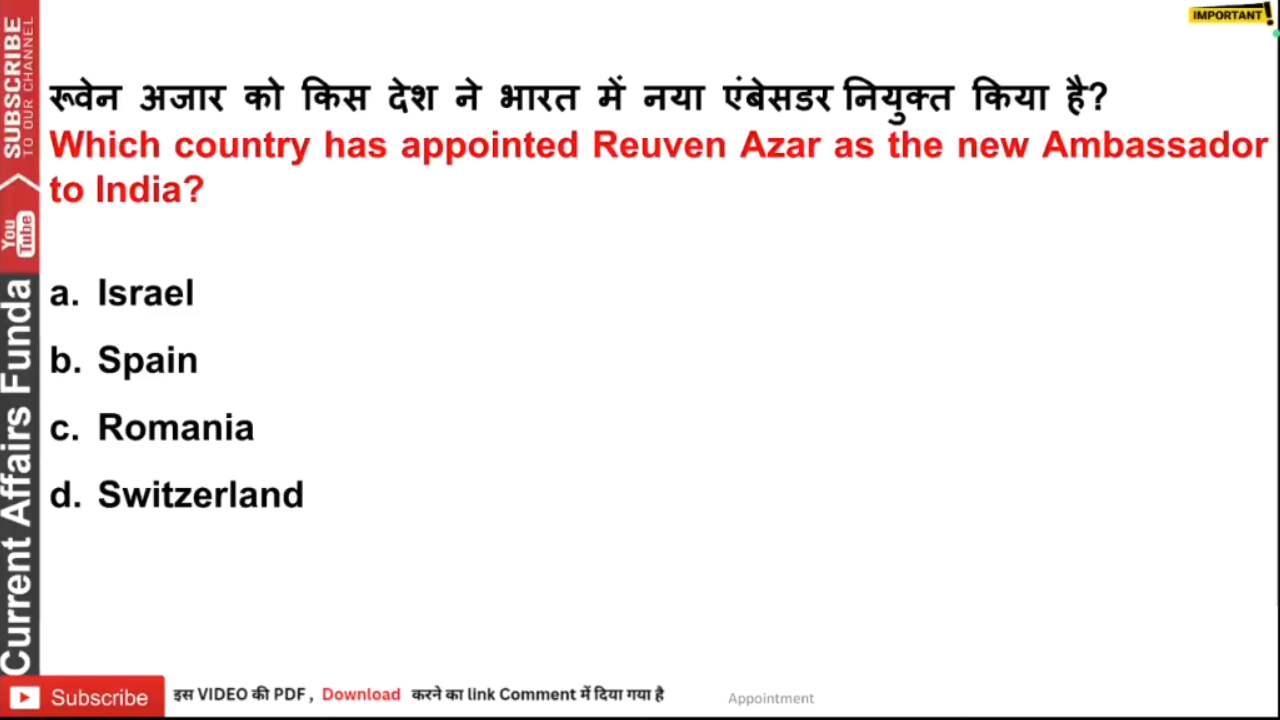 IMPORTANT!
रूवेन अजार को किस देश ने भारत में नया एंबेसडर नियुक्त किया है?
Which country has appointed Reuven Azar as the new Ambassador
to India?
a. Israel
b. Spain
c. Romania
d. Switzerland
SUBSCRIBE
TO OUR CHANNEL
You
Tube
Current Affairs Funda
Subscribe
इस VIDEO की PDF , Download करने का link Comment में दिया गया है
Appointment